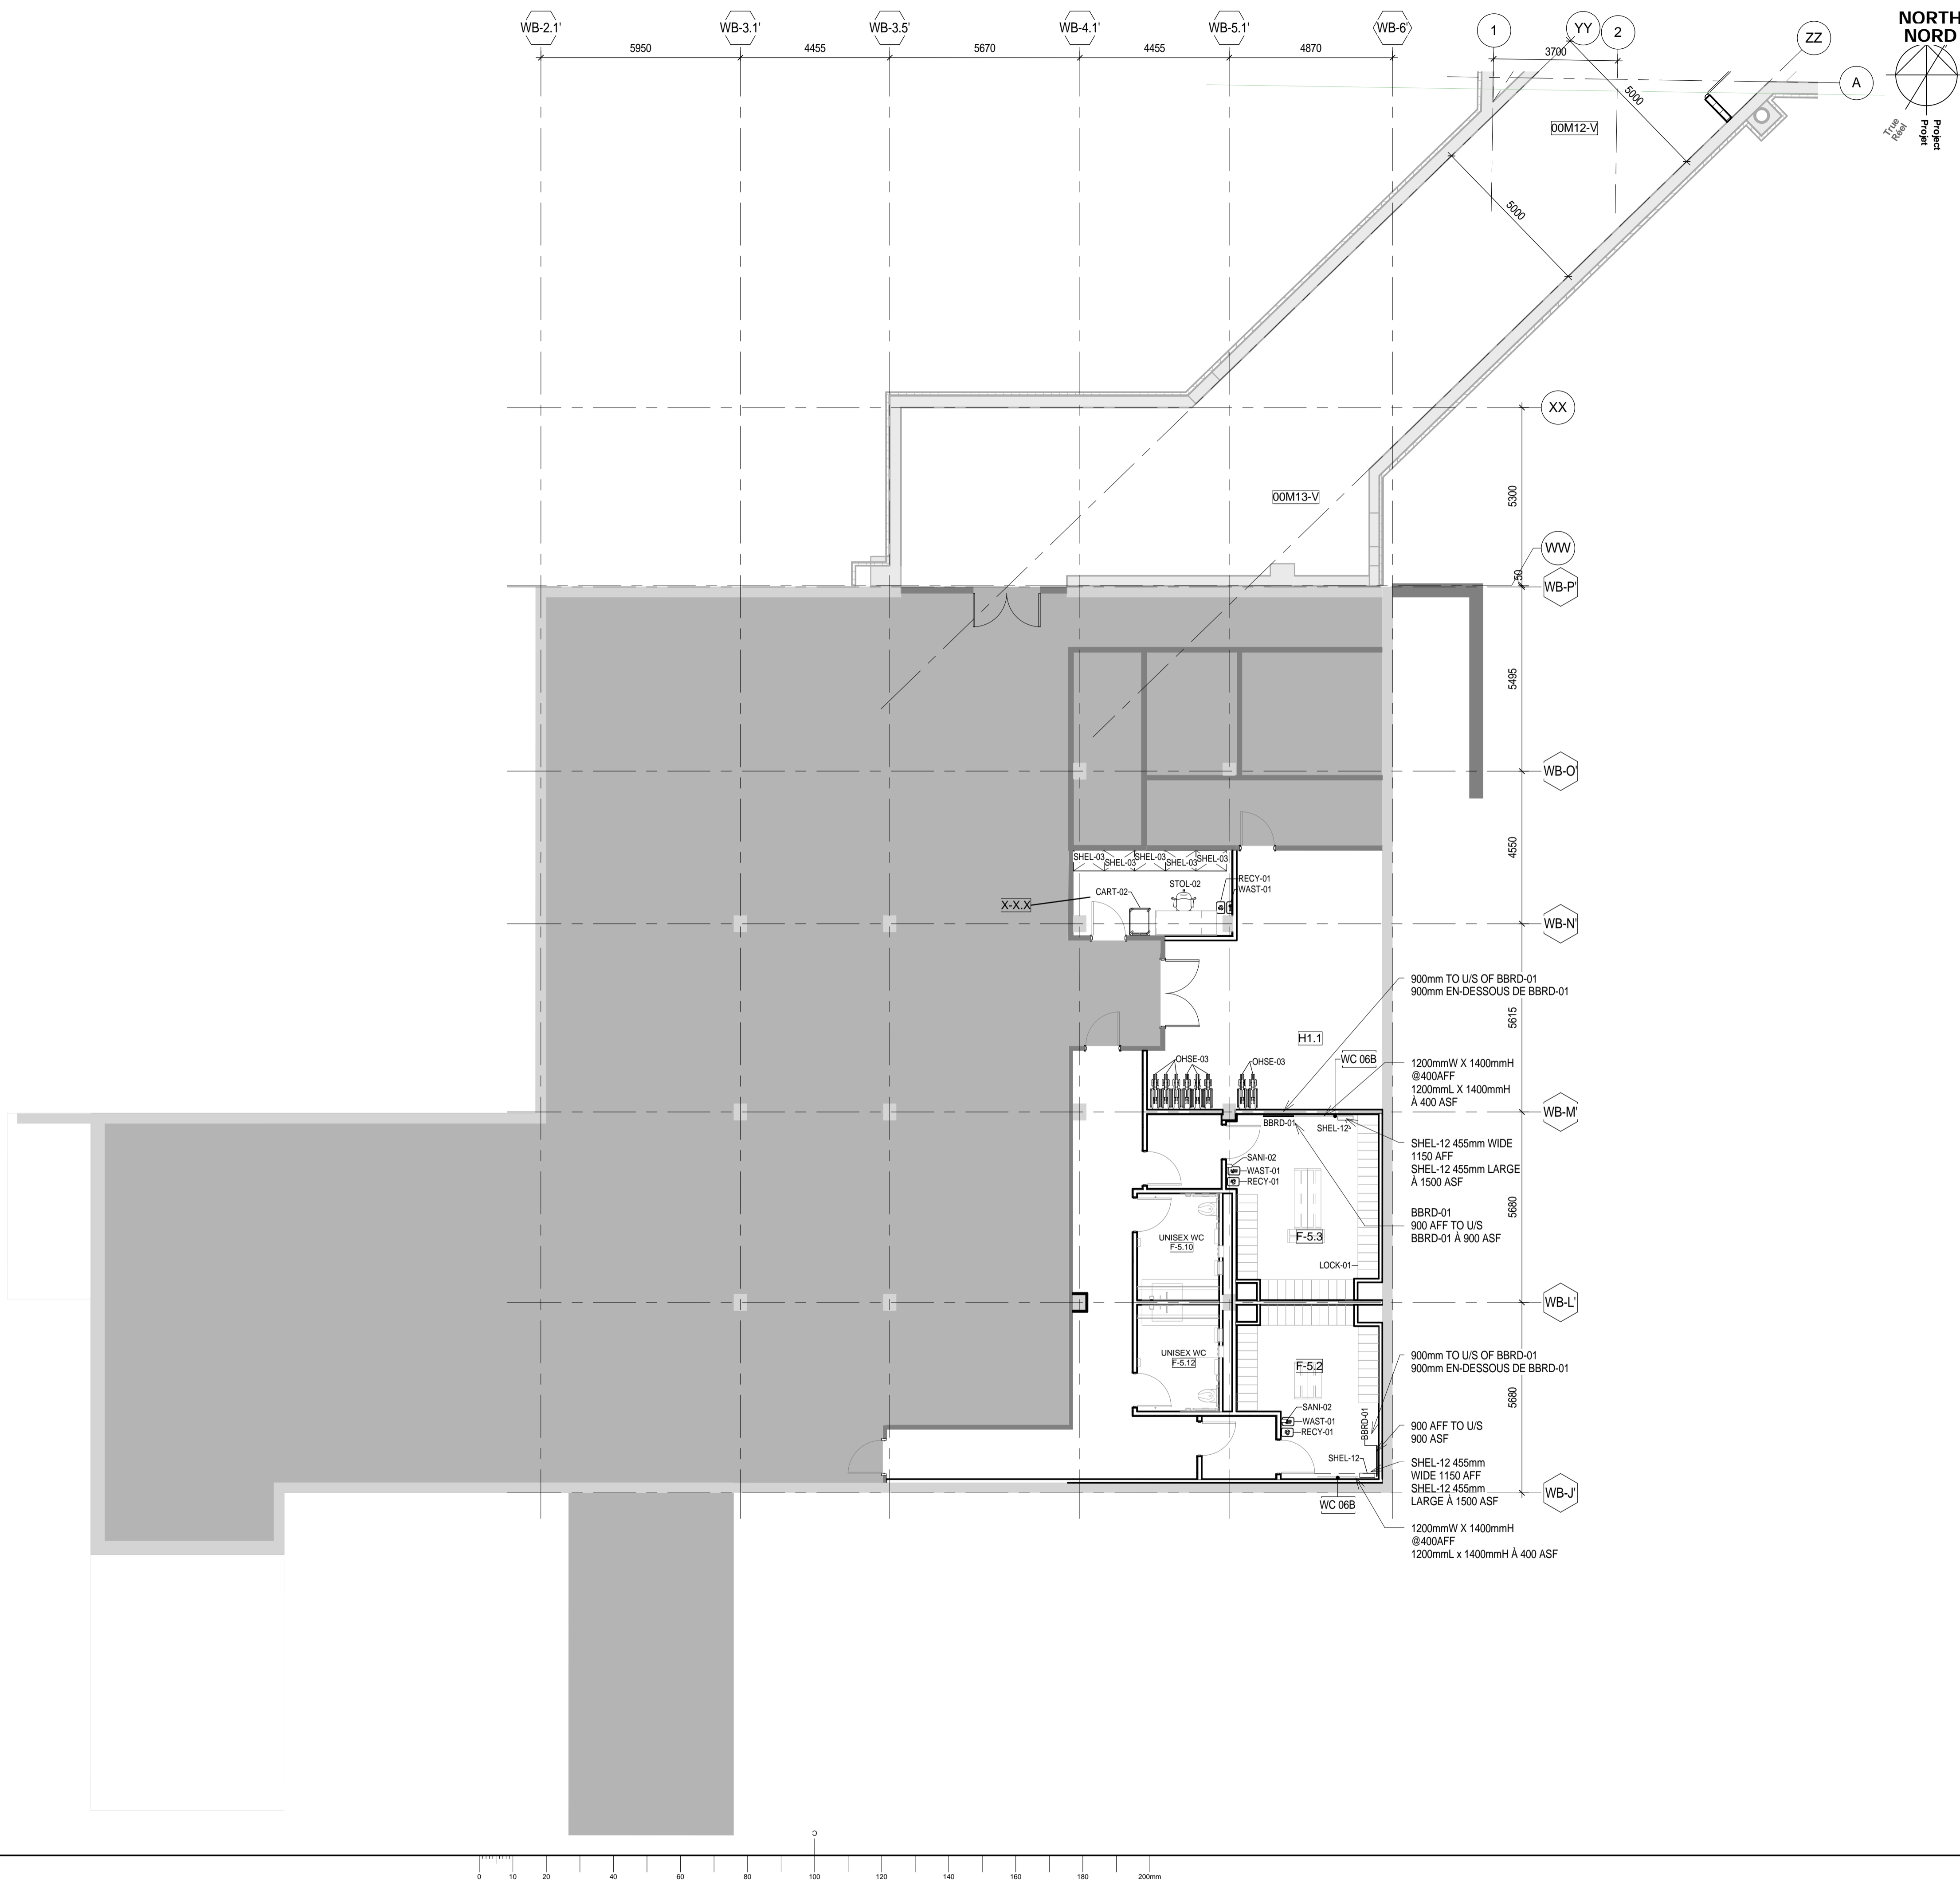 WB-2.1'
WB-3.1'
WB-3.5'
WB-4.1'
WB-5.1'
WB-6'
1
YY
2
ZZ
NORTH
NORD
5950
4455
5670
4455
4870
3700
A
5000
00M12-V
True
Réel
Project
Projet
5000
XX
00M13-V
5300
WW
50
WB-P'
5495
WB-O'
4550
SHEL-03
SHEL-03
SHEL-03
SHEL-03
SHEL-03
CART-02
STOL-02
RECY-01
WAST-01
X-X.X
WB-N'
900mm TO U/S OF BBRD-01
900mm EN-DESSOUS DE BBRD-01
5615
H1.1
OHSE-03
OHSE-03
WC 06B
1200mmW X 1400mmH
@400AFF
1200mmL X 1400mmH
À 400 ASF
WB-M'
BBRD-01
SHEL-12
SHEL-12 455mm WIDE
1150 AFF
SHEL-12 455mm LARGE
À 1500 ASF
SANI-02
WAST-01
RECY-01
5680
BBRD-01
900 AFF TO U/S
BBRD-01 À 900 ASF
UNISEX WC
F-5.10
F-5.3
LOCK-01
WB-L'
UNISEX WC
F-5.12
F-5.2
900mm TO U/S OF BBRD-01
900mm EN-DESSOUS DE BBRD-01
5680
SANI-02
WAST-01
RECY-01
BBRD-01
900 AFF TO U/S
900 ASF
SHEL-12
SHEL-12 455mm
WIDE 1150 AFF
SHEL-12 455mm
LARGE À 1500 ASF
WB-J'
WC 06B
1200mmW X 1400mmH
@400AFF
1200mmL x 1400mmH À 400 ASF
0 10 20 40 60 80 100 120 140 160 180 200mm